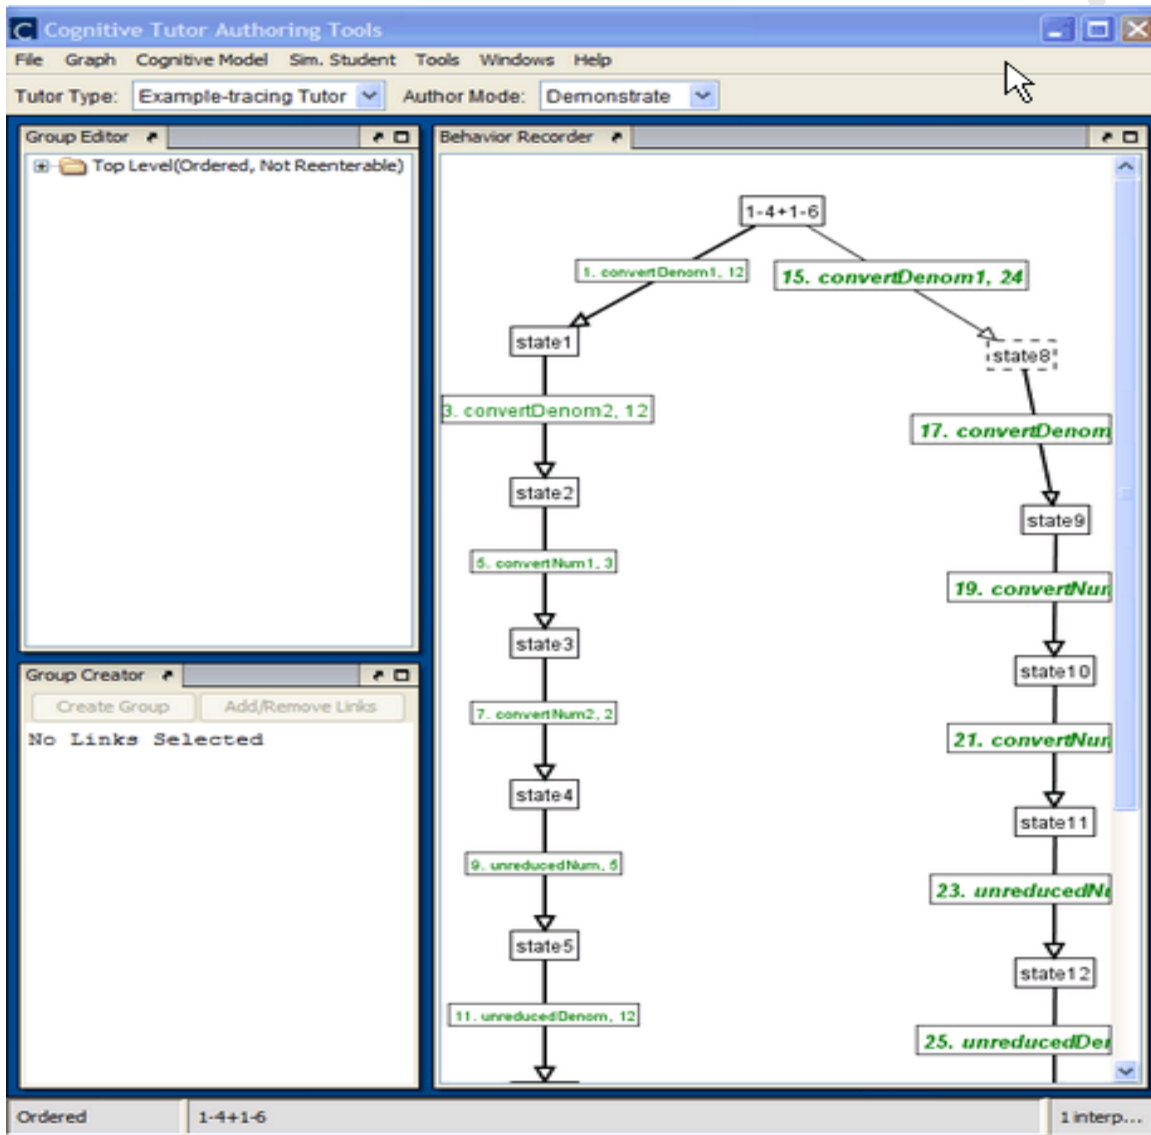 Cognitive Tutor Authoring Tools
File Graph Cognitive Model Sim. Student Tools Windows Help
Tutor Type: Example-tracing Tutor Author Mode: Demonstrate
Group Editor
Top Level(Ordered, Not Reenterable)
Group Creator
Create Group Add/Remove Links
No Links Selected
Behavior Recorder
1-4+1-6
1. convertDenom1, 12
15. convertDenom1, 24
state1
state8
3. convertDenom2, 12
17. convertDenom
state2
state9
5. convertNum1, 3
19. convertNum
state3
state10
7. convertNum2, 2
21. convertNum
state4
state11
9. unreducedNum, 5
23. unreducedNu
state5
state12
11. unreducedDenom, 12
25. unreducedDe
Ordered 1-4+1-6 1 interp...